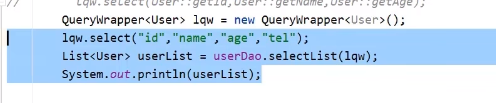 //        lqw.select(User::getId,User::getName,User::getAge);
QueryWrapper<User> lqw = new QueryWrapper<User>();
lqw.select("id","name","age","tel");
List<User> userList = userDao.selectList(lqw);
System.out.println(userList);